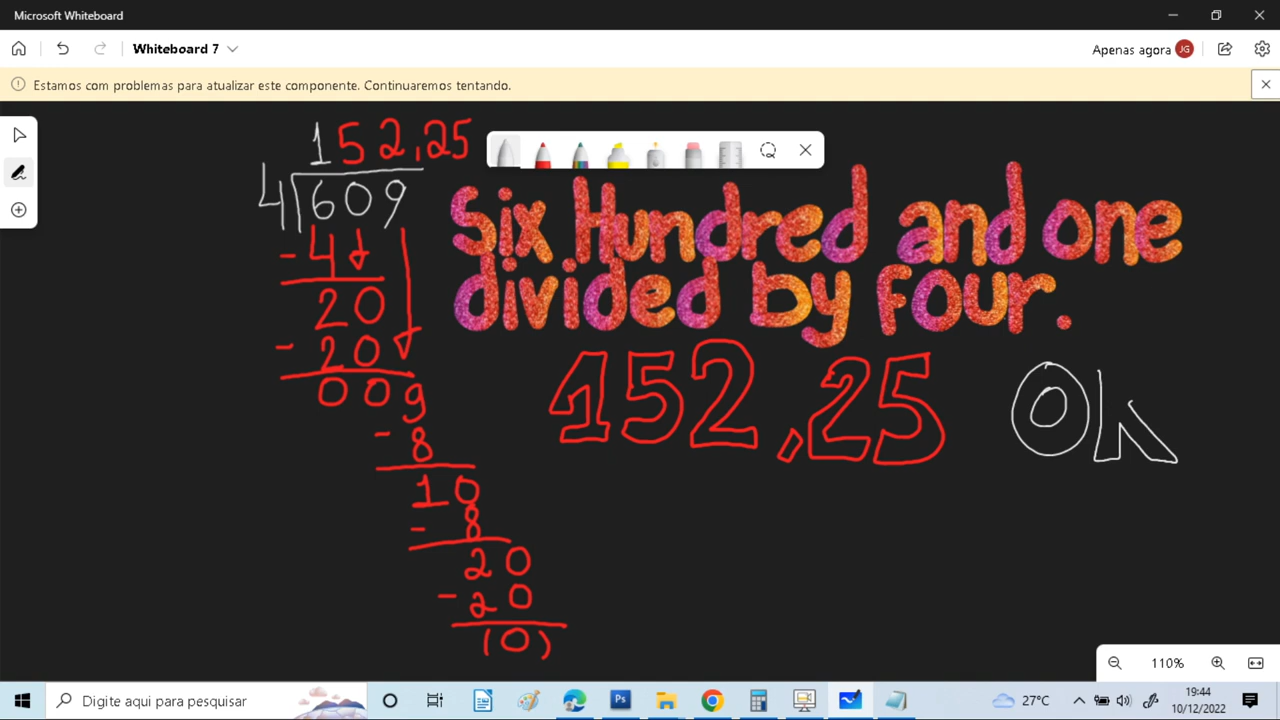 Microsoft Whiteboard
Whiteboard 7
Apenas agora JG
Estamos com problemas para atualizar este componente. Continuaremos tentando.
152,25
4 609
- 4
20
- 20
009
- 8
10
- 8
20
- 20
(0)
Six Hundred and one
divided by four.
152,25 OK
110%
Digite aqui para pesquisar
Ps
27°C
19:44
10/12/2022